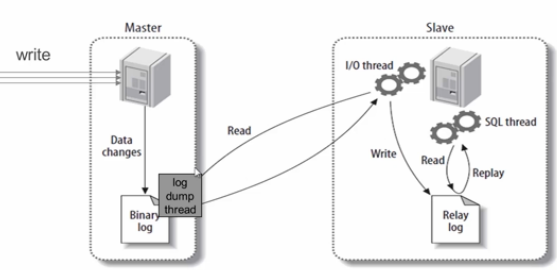 Master
Slave
write
I/O thread
SQL thread
Data
changes
Read
Write
Read
Replay
log
dump
thread
Binary
log
Relay
log